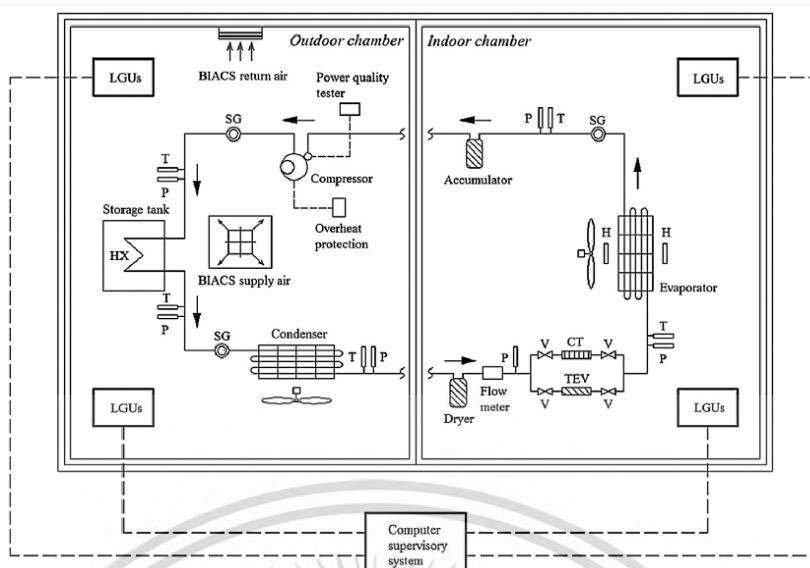 Outdoor chamber
Indoor chamber
LGUs
BIACS return air
Power quality
tester
LGUs
SG
P
T
SG
T
P
Compressor
Accumulator
Storage tank
HX
Overheat
protection
BIACS supply air
H
H
Evaporator
T
P
SG
Condenser
T
P
P
V
CT
V
T
P
Flow
meter
TEV
V
V
Dryer
LGUs
LGUs
Computer
supervisory
system